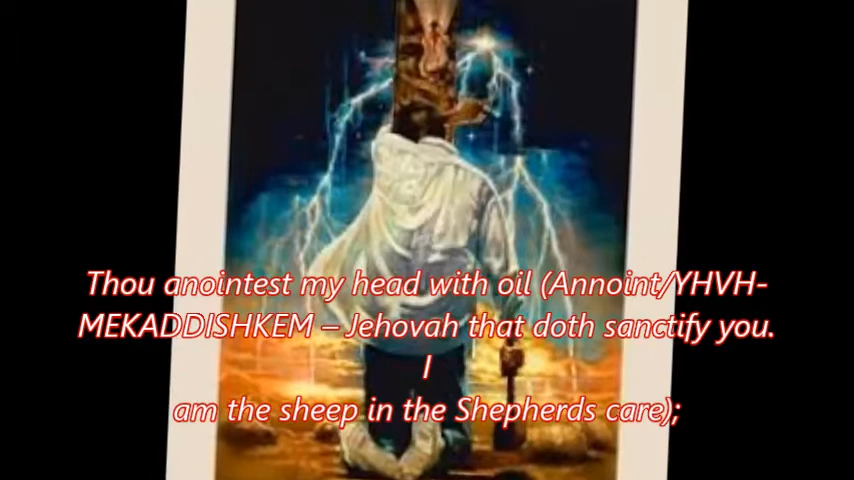 Thou anointest my head with oil (Annoint/YHVH-
MEKADDISHKEM – Jehovah that doth sanctify you.
I
am the sheep in the Shepherds care);